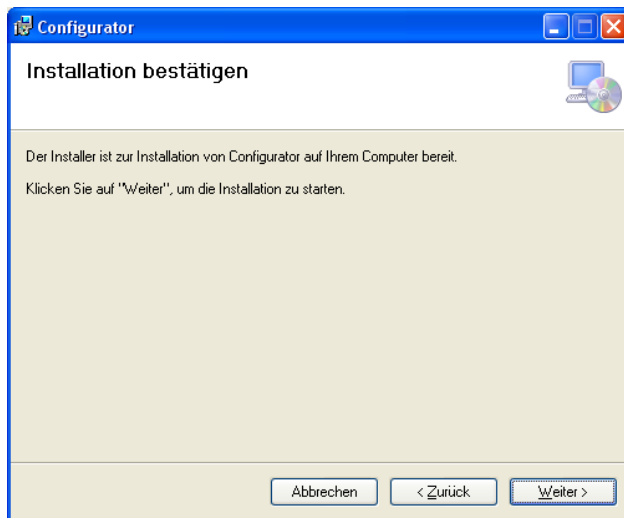 Configurator
Installation bestätigen
Der Installer ist zur Installation von Configurator auf Ihrem Computer bereit.
Klicken Sie auf "Weiter", um die Installation zu starten.
Abbrechen
< Zurück
Weiter >